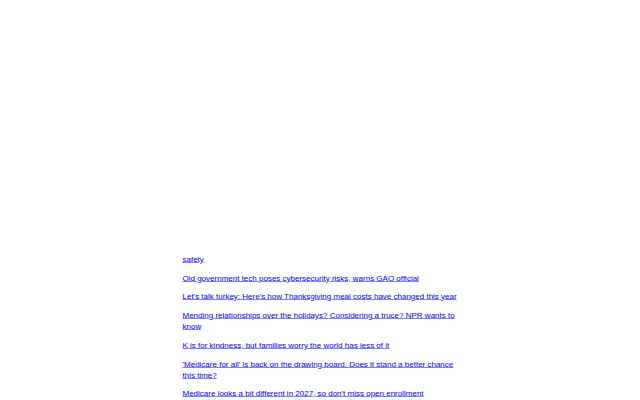 safety
Old government tech poses cybersecurity risks, warns GAO official
Let's talk turkey: Here's how Thanksgiving meal costs have changed this year
Mending relationships over the holidays? Considering a truce? NPR wants to
know
K is for kindness, but families worry the world has less of it
'Medicare for all' is back on the drawing board. Does it stand a better chance
this time?
Medicare looks a bit different in 2027, so don't miss open enrollment